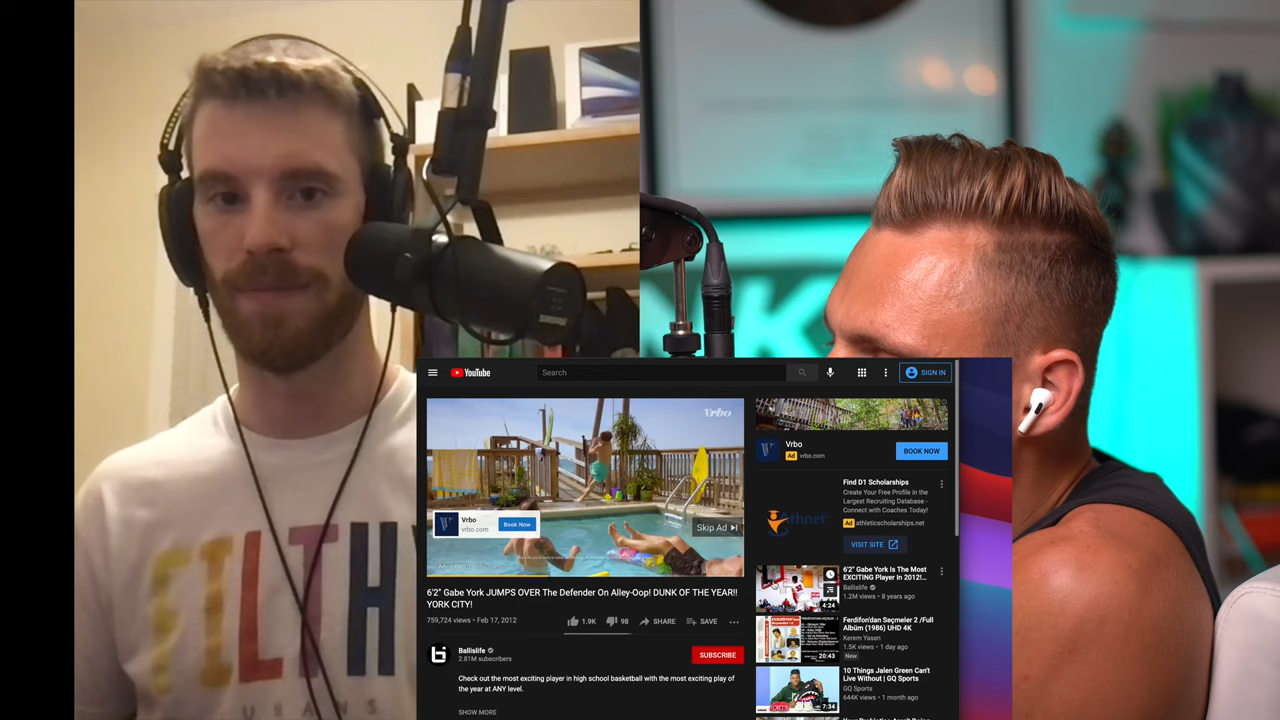 YouTube
Search
SIGN IN
Vrbo
Vrbo
vrbo.com
Book Now
Skip Ad
6'2" Gabe York JUMPS OVER The Defender On Alley-Oop! DUNK OF THE YEAR!!
YORK CITY!
759,724 views • Feb 17, 2012
1.9K
98
SHARE
SAVE
Ballislife
2.81M subscribers
SUBSCRIBE
Check out the most exciting player in high school basketball with the most exciting play of
the year at ANY level.
SHOW MORE
Vrbo
Ad vrbo.com
BOOK NOW
Find D1 Scholarships
Create Your Free Profile in the
Largest Recruiting Database -
Connect with Coaches Today!
Ad athleticscholarships.net
VISIT SITE
6'2" Gabe York Is The Most
EXCITING Player In 2012!...
Ballislife
1.2M views • 8 years ago
4:24
Ferdifon'dan Seçmeler 2 /Full
Albüm (1986) UHD 4K
Kerem Yasen
1.5K views • 1 day ago
New
20:43
10 Things Jalen Green Can't
Live Without | GQ Sports
GQ Sports
644K views • 1 month ago
7:34